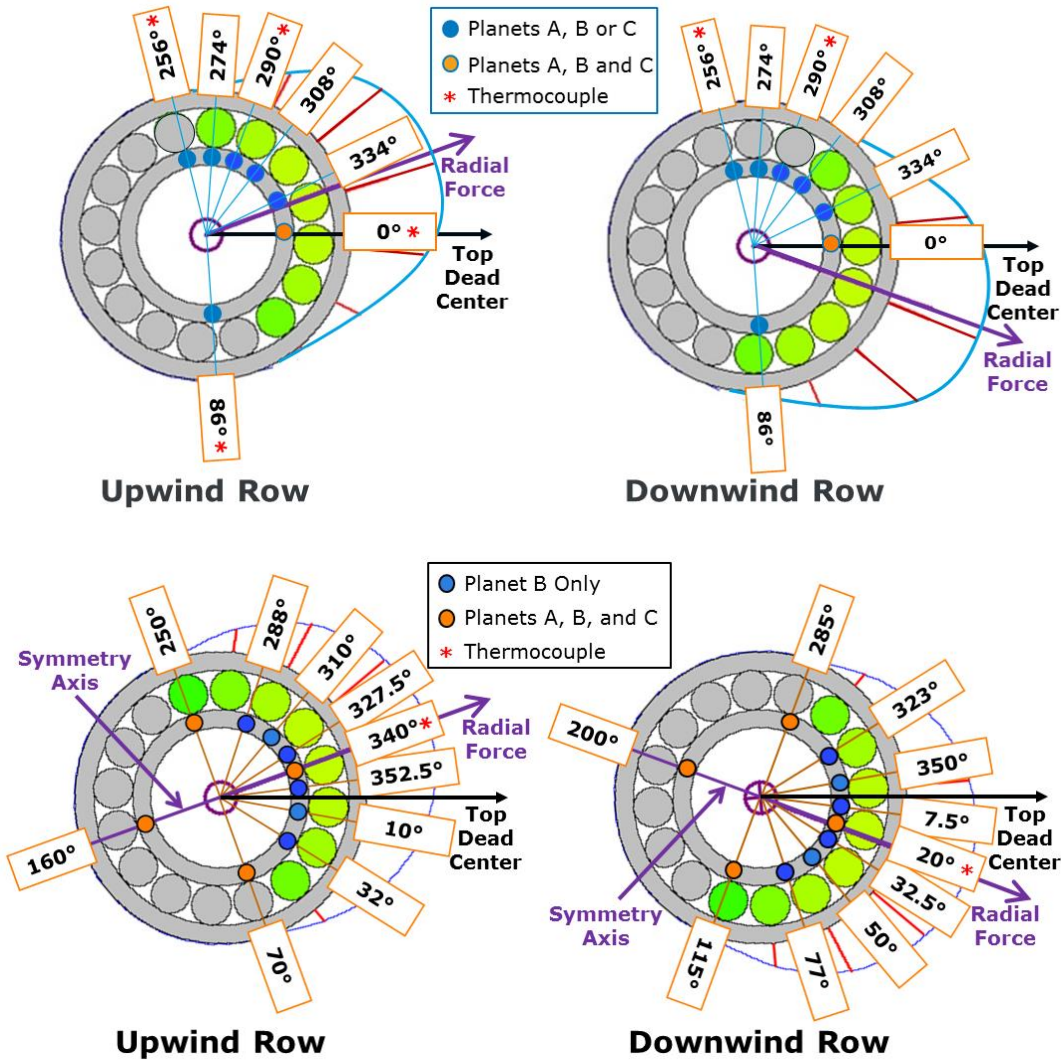 256°*
274°
290°*
308°
334°
Radial
Force
0° *
Top
Dead
Center
86°*
Upwind Row
Planets A, B or C
Planets A, B and C
* Thermocouple
256°*
274°
290°*
308°
334°
0°
Top
Dead
Center
Radial
Force
86°
Downwind Row
250°
288°
310°
327.5°
340°*
Radial
Force
352.5°
10°
Top
Dead
Center
32°
70°
160°
Symmetry
Axis
Upwind Row
Planet B Only
Planets A, B, and C
* Thermocouple
285°
323°
350°
7.5°
Top
Dead
Center
20° *
Radial
Force
32.5°
50°
77°
115°
200°
Symmetry
Axis
Downwind Row